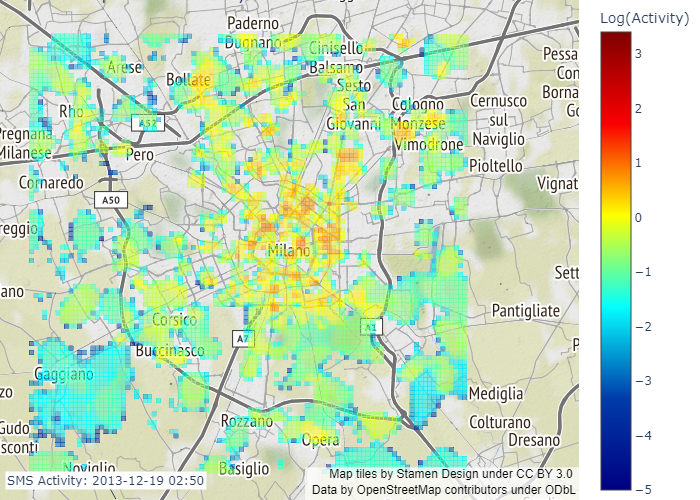 Log(Activity)
3
2
1
0
−1
−2
−3
−4
−5
Paderno
Dugnano
Cinisello
Balsamo
Arese
Bollate
Sesto
San
Giovanni
Pessa
Con
Borna
Go
Rho
A52
Cologno
Monzese
Cernusco
sul
Naviglio
Pregnana
Milanese
Pero
Vimodrone
Pioltello
Cornaredo
Vignat
A50
reggio
Milano
Sett
ano
Corsico
A1
Pantigliate
A7
Buccinasco
P
Gaggiano
Mediglia
zo
Rozzano
Colturano
Gudo
sconti
Opera
Dresano
Noviglio
Basiglio
SMS Activity: 2013-12-19 02:50
Map tiles by Stamen Design under CC BY 3.0
Data by OpenStreetMap contributors under ODbL